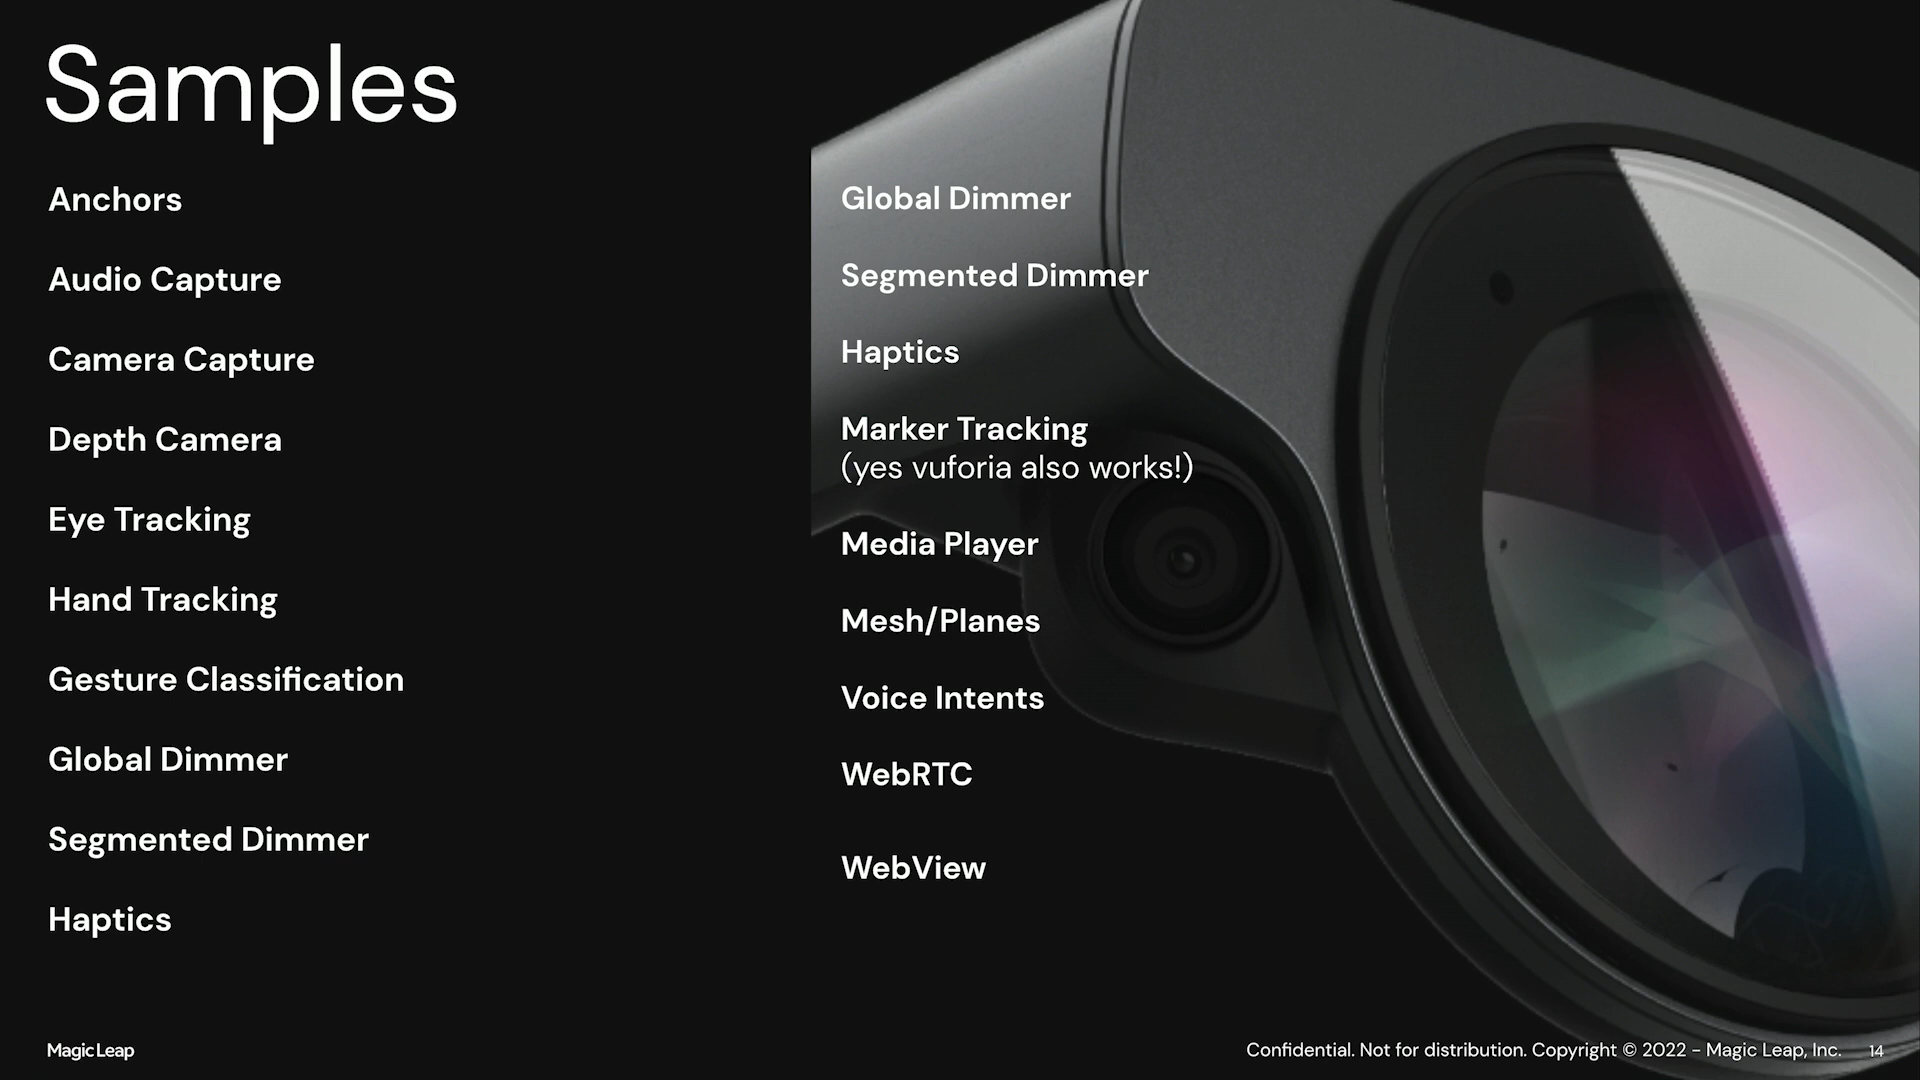 Samples
Anchors
Audio Capture
Camera Capture
Depth Camera
Eye Tracking
Hand Tracking
Gesture Classification
Global Dimmer
Segmented Dimmer
Haptics
Global Dimmer
Segmented Dimmer
Haptics
Marker Tracking
(yes vuforia also works!)
Media Player
Mesh/Planes
Voice Intents
WebRTC
WebView
Magic Leap
Confidential. Not for distribution. Copyright © 2022 - Magic Leap, Inc. 14